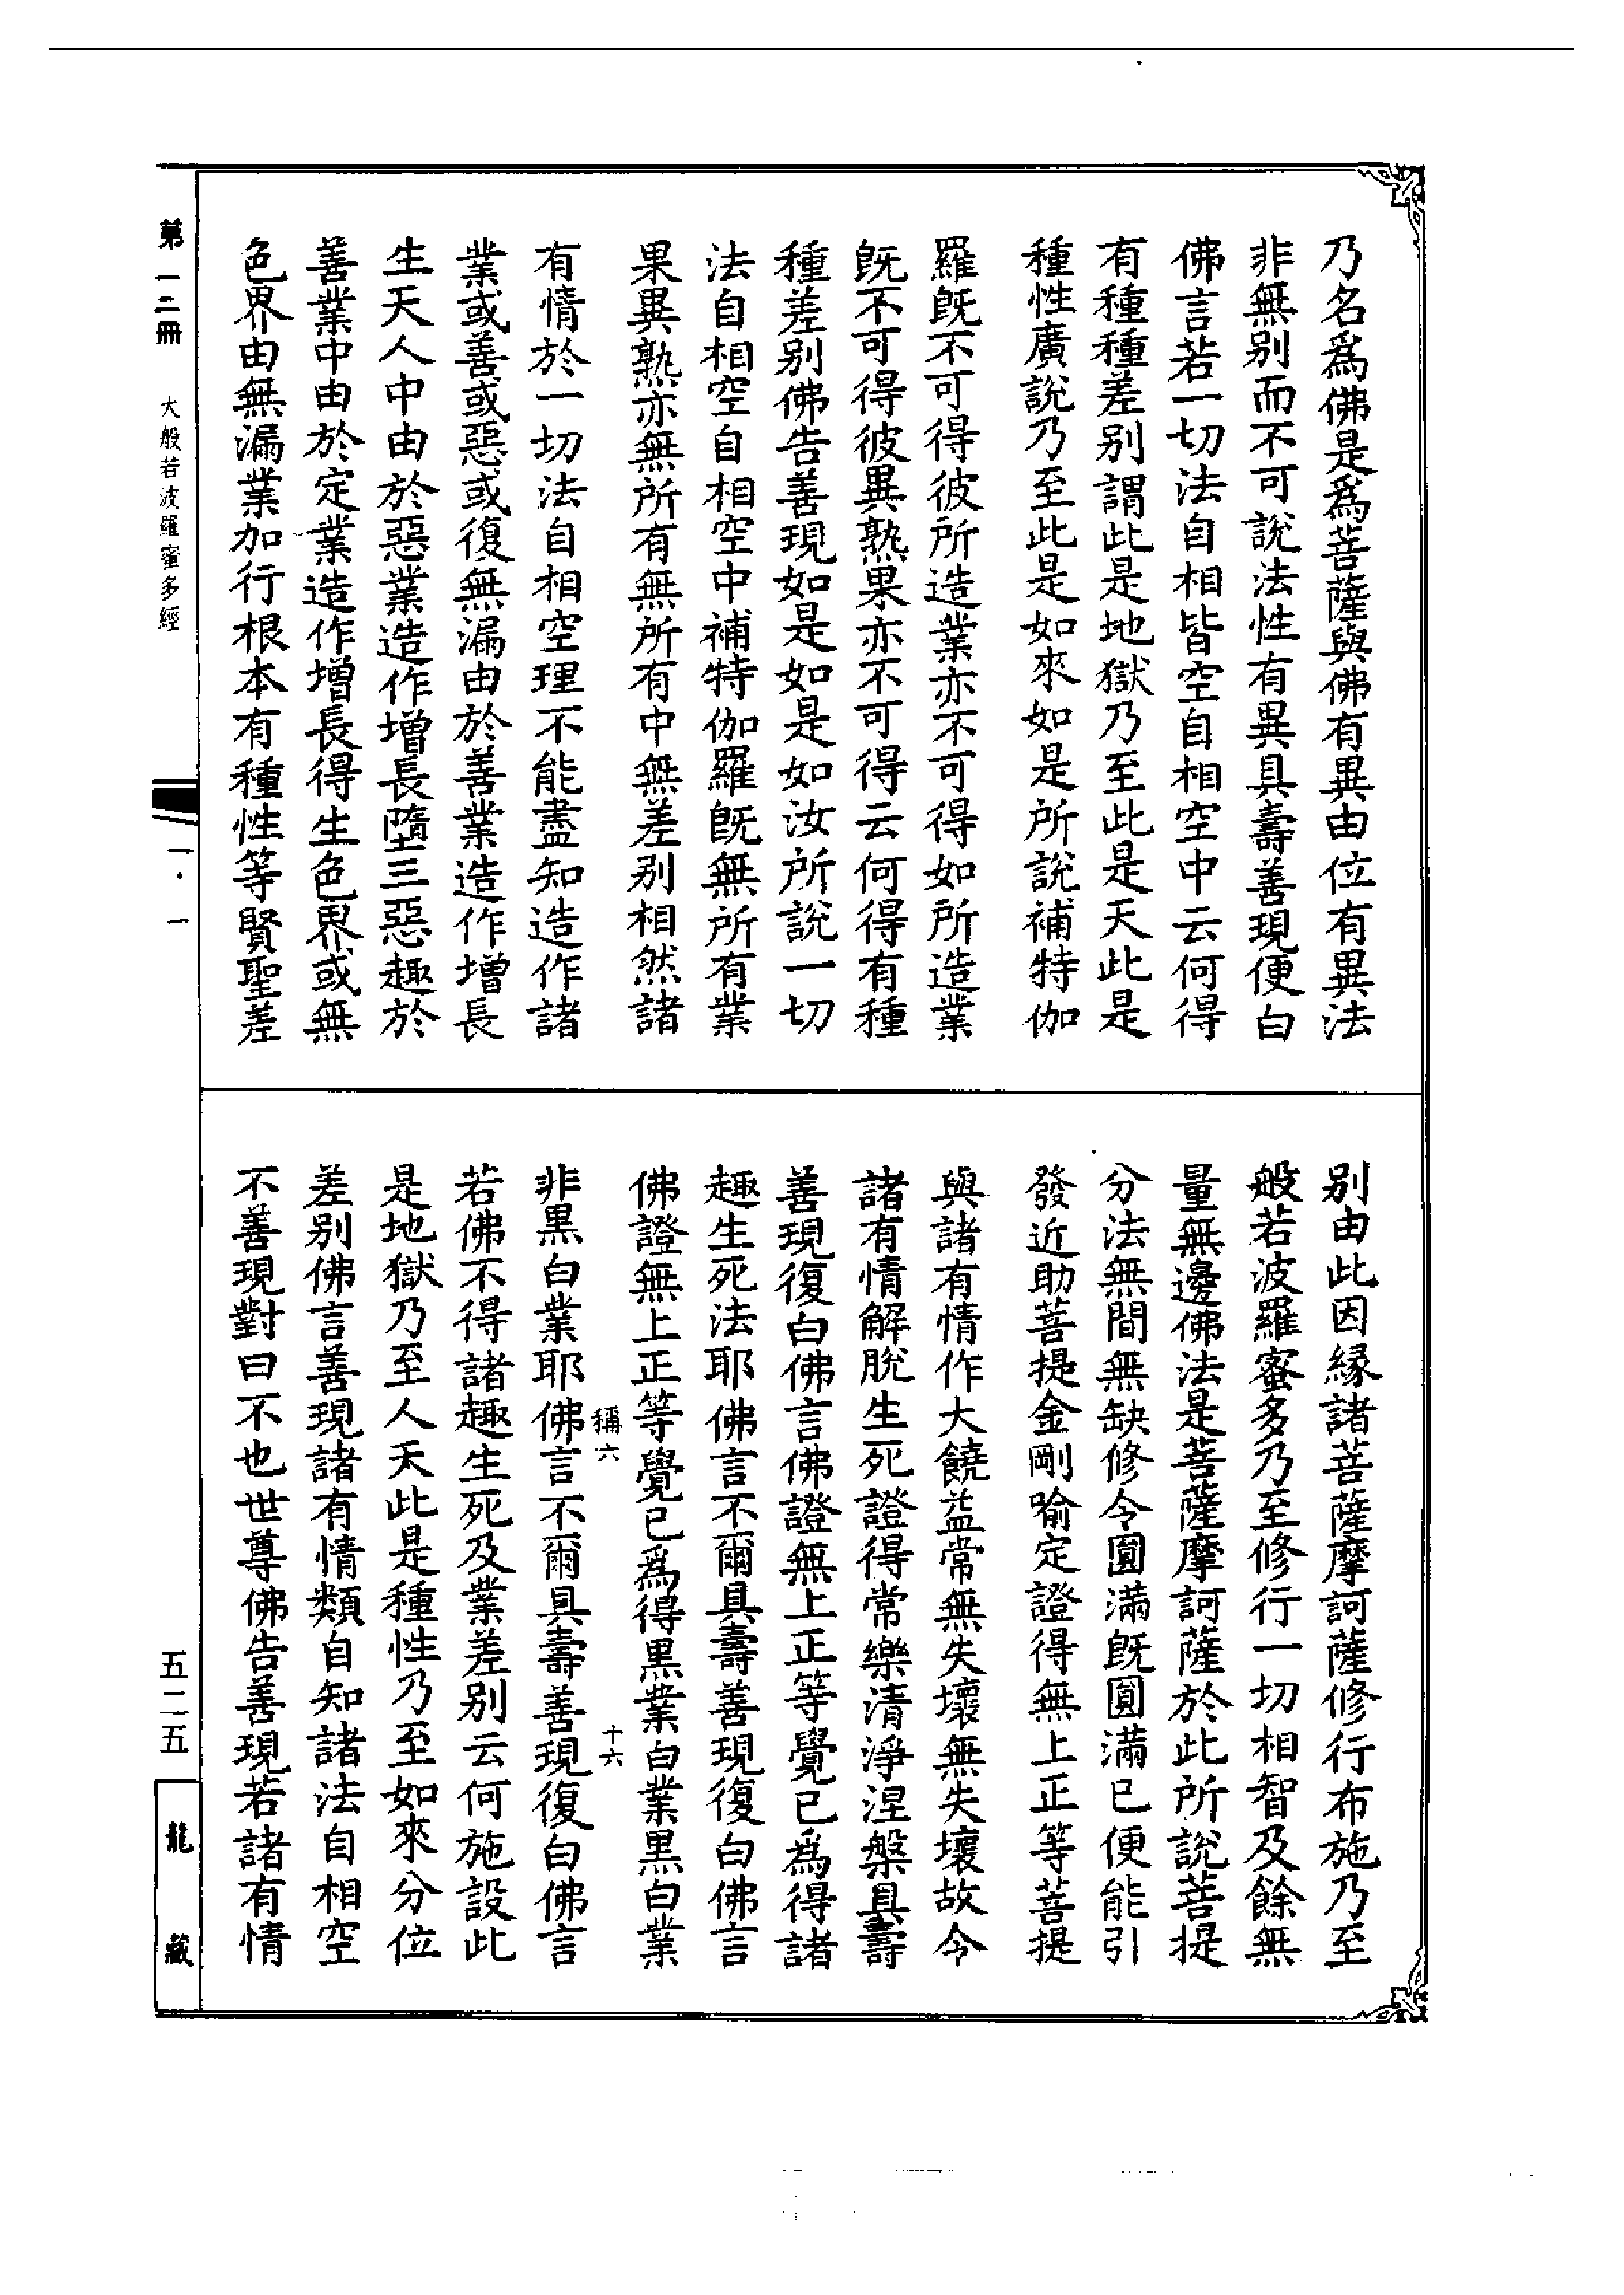 乃名爲佛是爲菩薩與佛有異由位有異法
非無别而不可説法性有異具壽善現便白
佛言若一切法自相皆空自相空中云何得
有種種差别謂此是地獄乃至此是天此是
種性廣説乃至此是如來如是所説補特伽
羅旣不可得彼所造業亦不可得如所造業
旣不可得彼異熟果亦不可得云何得有種
種差别佛告善現如是如是如汝所説一切
法自相空自相空中補特伽羅旣無所有業
果異熟亦無所有無所有中無差别相然諸
有情於一切法自相空理不能盡知造作諸
業或善或惡或復無漏由於善業造作增長
生天人中由於惡業造作增長墮三惡趣於
善業中由於定業造作增長得生色界或無
色界由無漏業加行根本有種性等賢聖差
别由此因緣諸菩薩摩訶薩修行布施乃至
般若波羅蜜多乃至修行一切相智及餘無
量無邊佛法是菩薩摩訶薩於此所説菩提
分法無間無缺修令圓滿旣圓滿已便能引
發近助菩提金剛喻定證得無上正等菩提
與諸有情作大饒益常無失壞無失壞故令
諸有情解脫生死證得常樂清淨涅槃具壽
善現復白佛言佛證無上正等覺已爲得諸
趣生死法耶佛言不爾具壽善現復白佛言
佛證無上正等覺已爲得黑業白業黑白業
稱六 十六
非黑白業耶佛言不爾具壽善現復白佛言
若佛不得諸趣生死及業差别云何施設此
是地獄乃至人天此是種性乃至如來分位
差别佛言善現諸有情類自知諸法自相空
不善現對曰不也世尊佛告善現若諸有情
第一二冊 大般若波羅蜜多經 一·一 五二五 龍藏